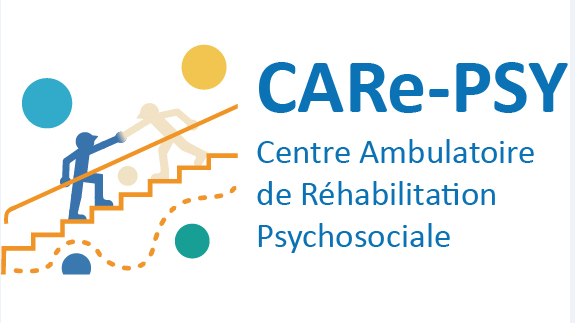 CARe-PSY
Centre Ambulatoire
de Réhabilitation
Psychosociale